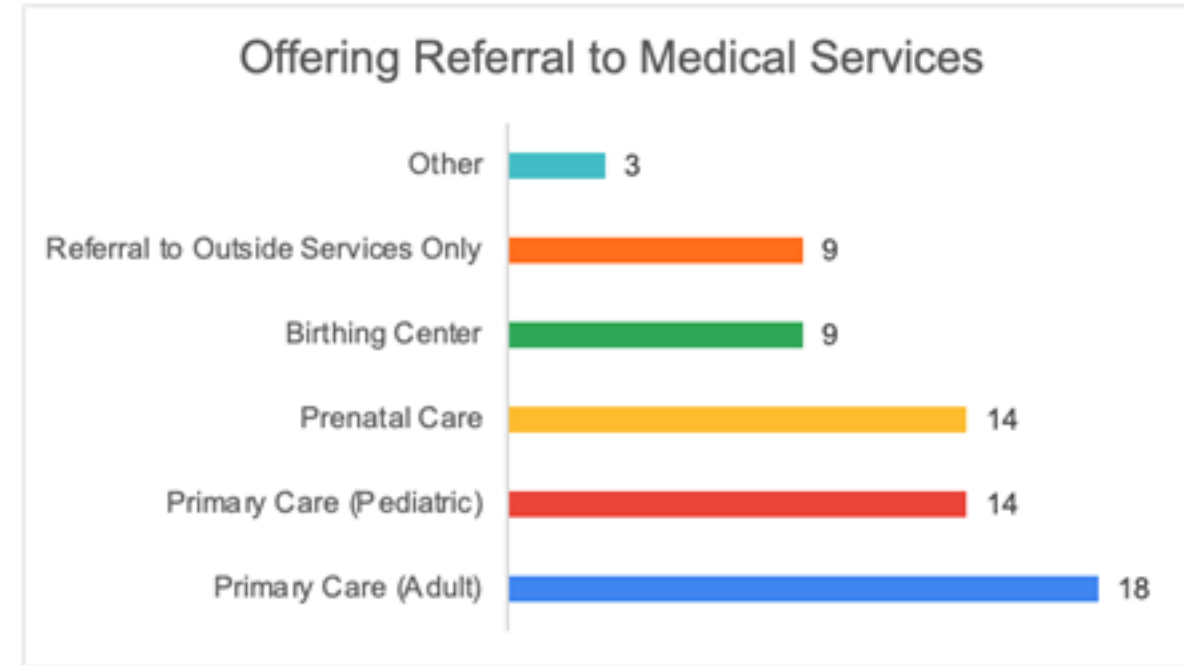 Offering Referral to Medical Services
Other 3
Referral to Outside Services Only 9
Birthing Center 9
Prenatal Care 14
Primary Care (Pediatric) 14
Primary Care (Adult) 18